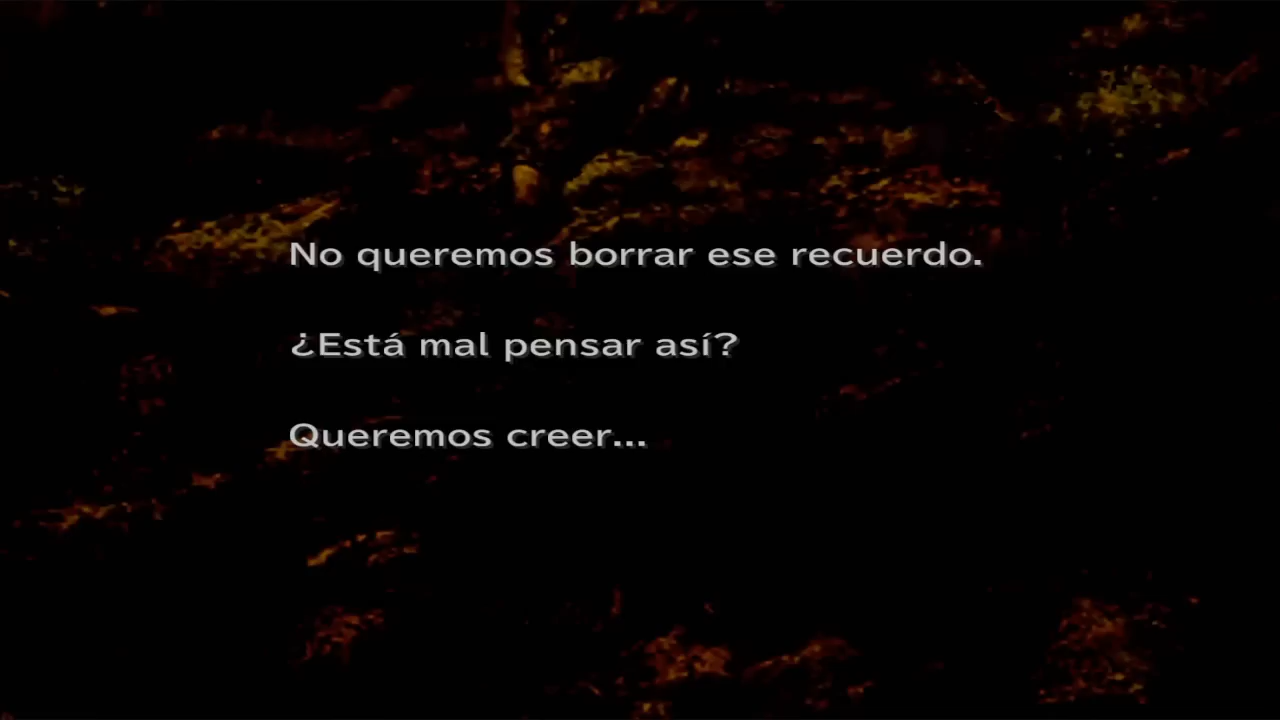 No queremos borrar ese recuerdo.
¿Está mal pensar así?
Queremos creer...